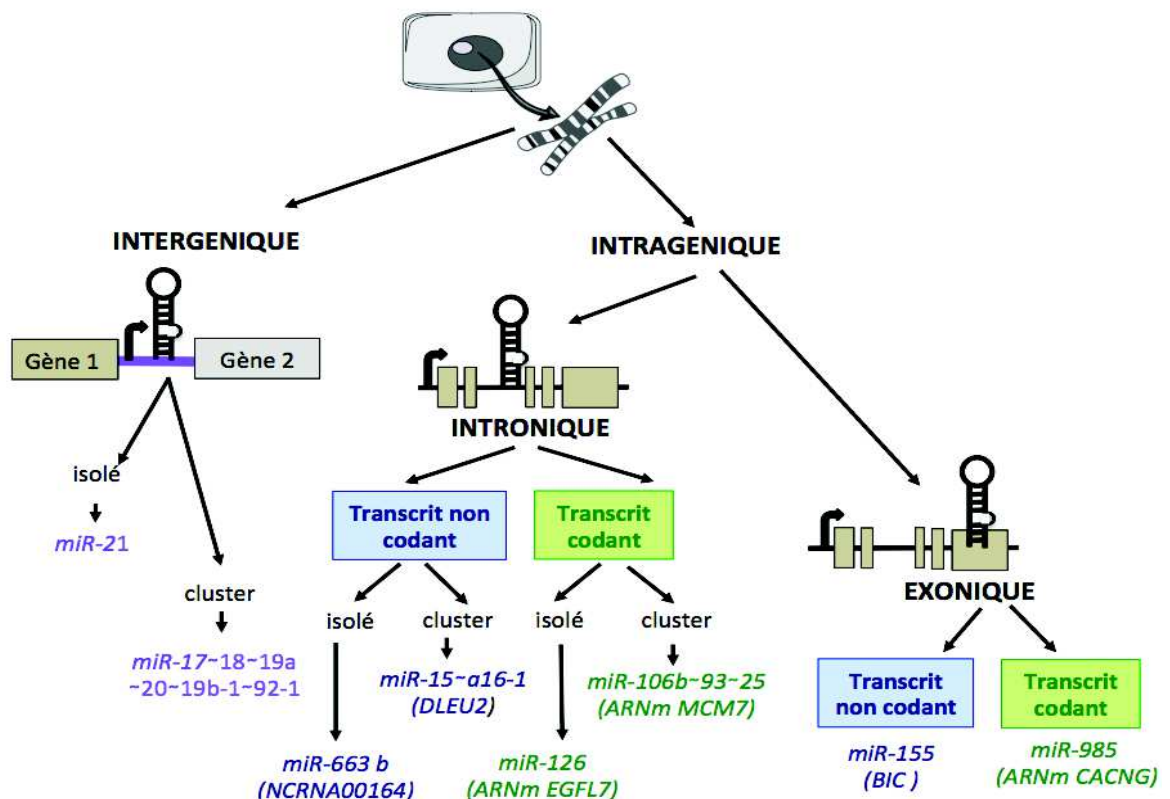 INTERGENIQUE
INTRAGENIQUE
Gène 1
Gène 2
INTRONIQUE
isolé
miR-21
cluster
miR-17~18~19a
~20~19b-1~92-1
Transcrit non
codant
Transcrit
codant
isolé
cluster
isolé
cluster
miR-15~a16-1
(DLEU2)
miR-106b~93~25
(ARNm MCM7)
miR-663 b
(NCRNA00164)
miR-126
(ARNm EGFL7)
EXONIQUE
Transcrit
non codant
Transcrit
codant
miR-155
(BIC )
miR-985
(ARNm CACNG)